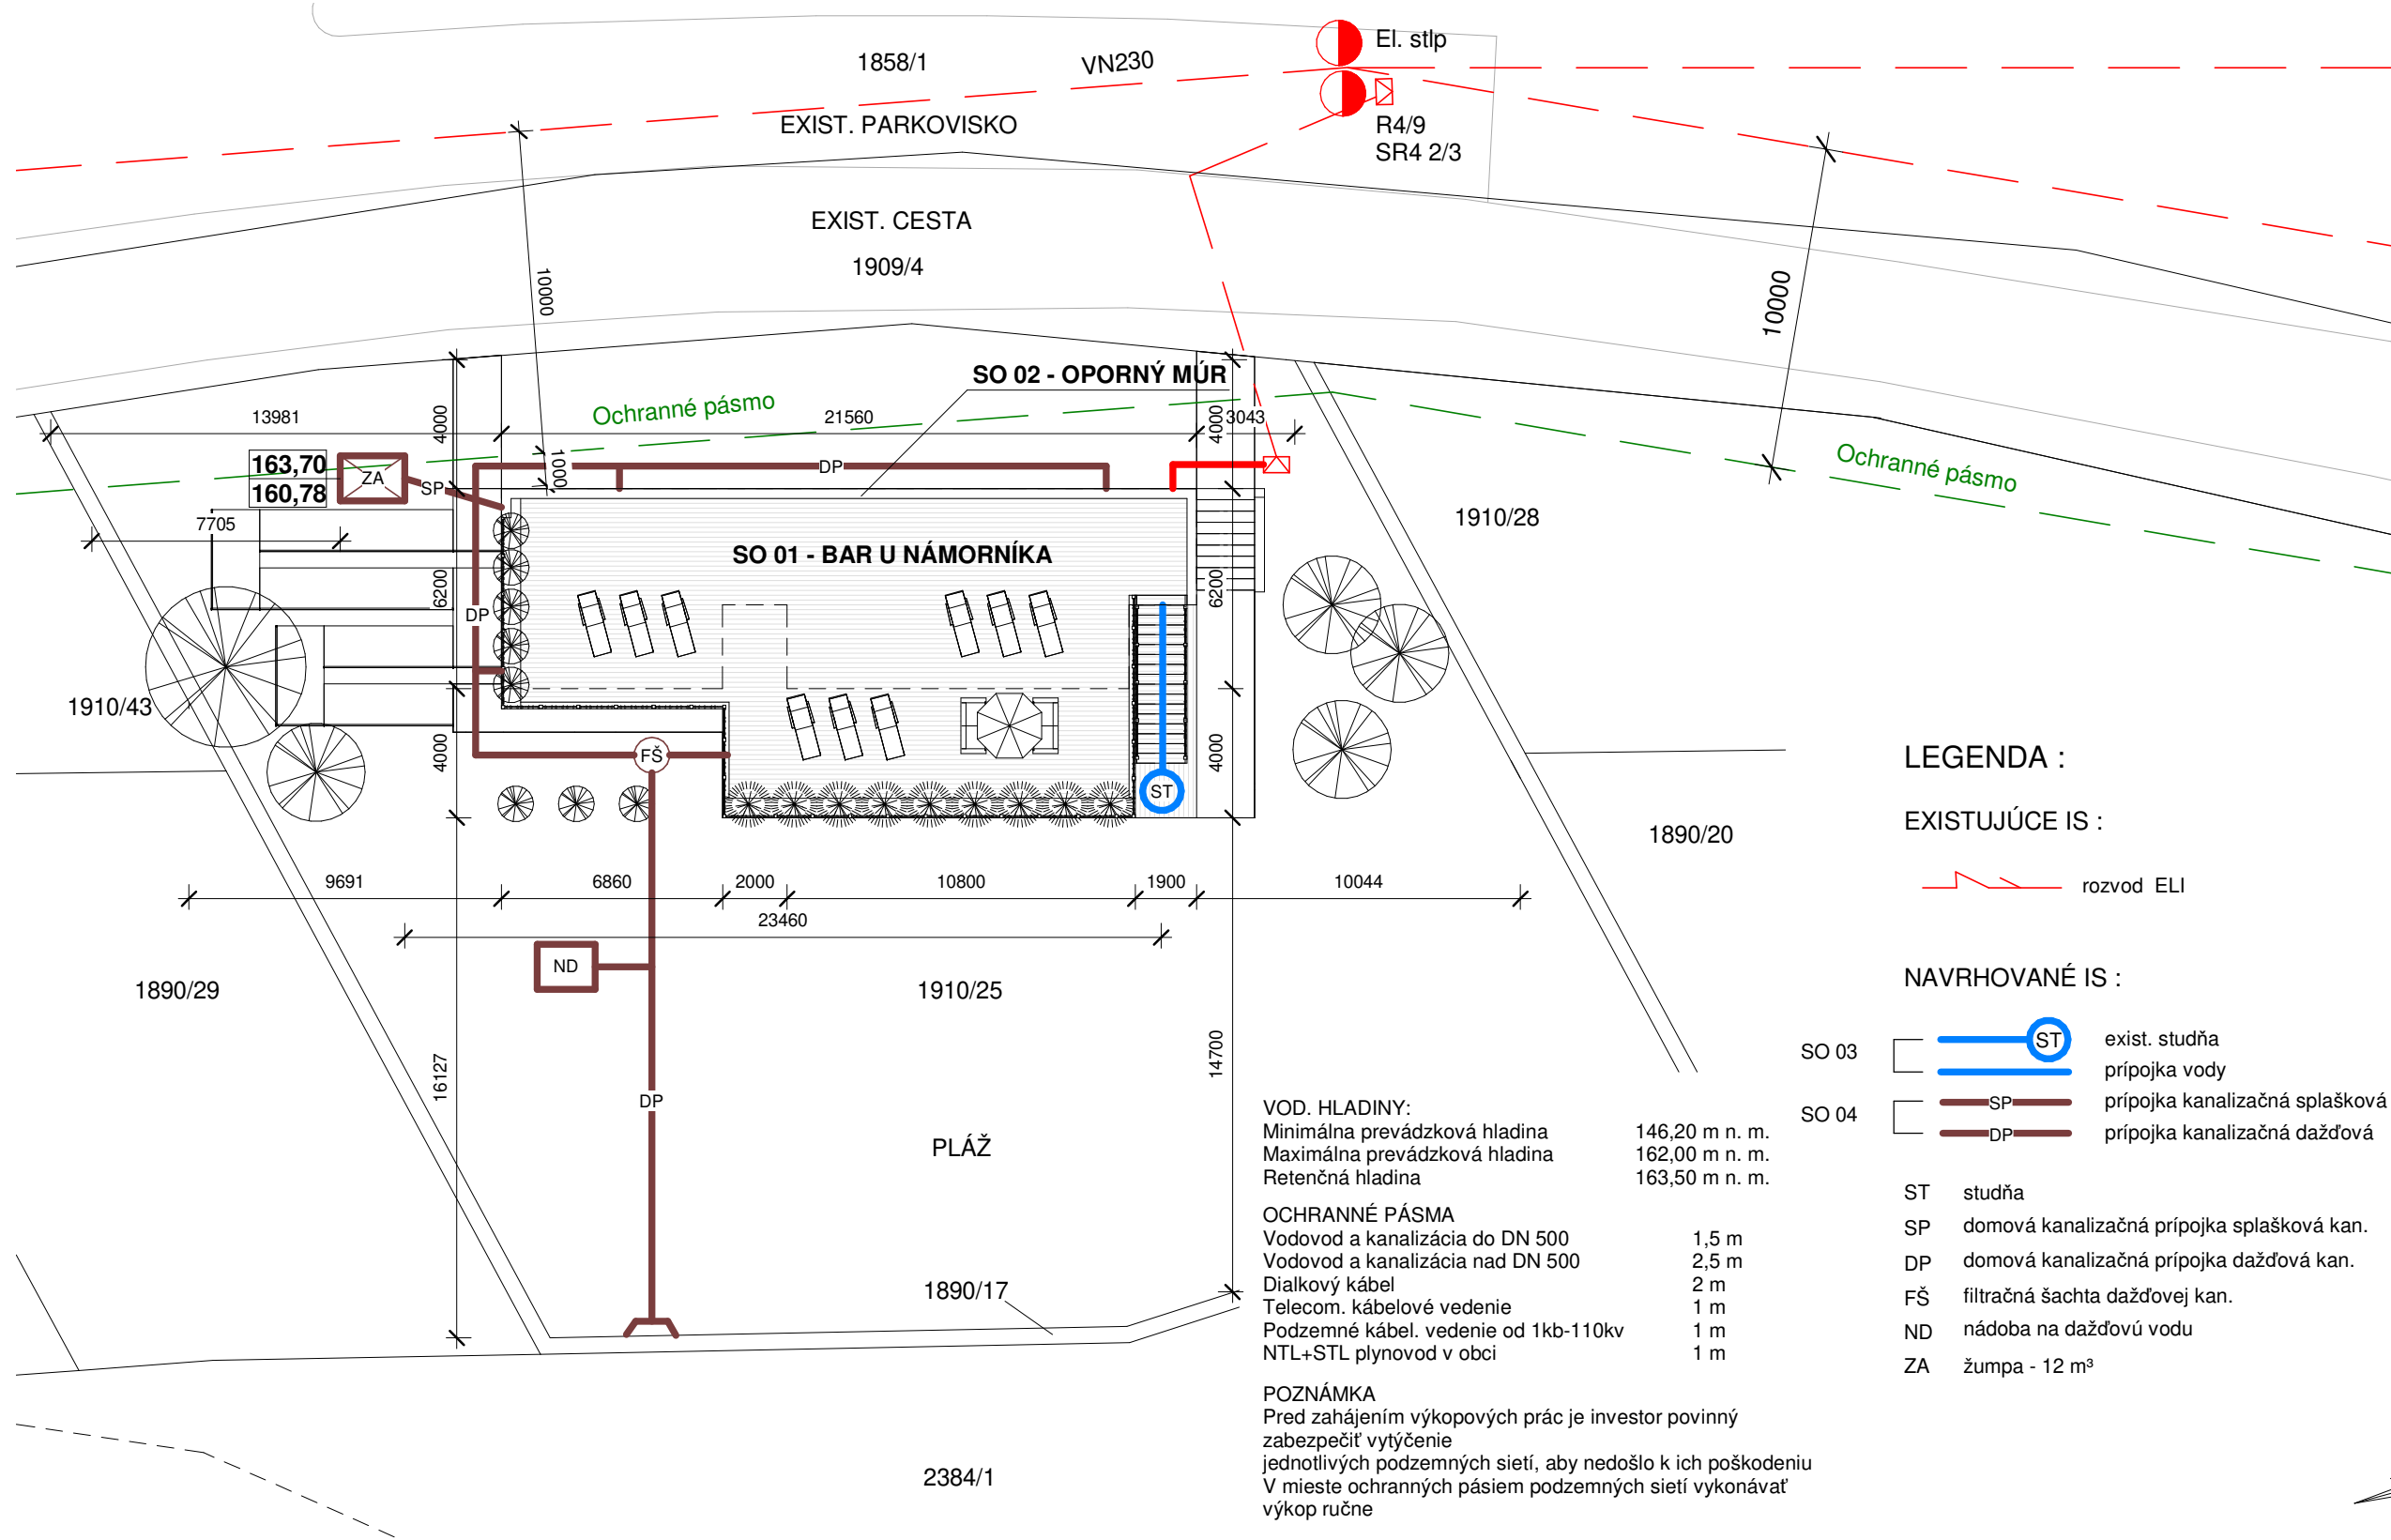 El. stlp
1858/1
VN230
EXIST. PARKOVISKO
R4/9
SR4 2/3
EXIST. CESTA
1909/4
10000
10000
SO 02 - OPORNÝ MÚR
Ochranné pásmo
13981
4000
21560
4000
3043
Ochranné pásmo
163,70
160,78
ZA
SP
1000
DP
7705
1910/28
SO 01 - BAR U NÁMORNÍKA
6200
6200
DP
1910/43
4000
FŠ
4000
ST
1890/20
9691
6860
2000
10800
1900
10044
23460
ND
1890/29
1910/25
16127
14700
DP
PLÁŽ
1890/17
2384/1
VOD. HLADINY:
Minimálna prevádzková hladina 146,20 m n. m.
Maximálna prevádzková hladina 162,00 m n. m.
Retenčná hladina 163,50 m n. m.
OCHRANNÉ PÁSMA
Vodovod a kanalizácia do DN 500 1,5 m
Vodovod a kanalizácia nad DN 500 2,5 m
Dialkový kábel 2 m
Telecom. kábelové vedenie 1 m
Podzemné kábel. vedenie od 1kb-110kv 1 m
NTL+STL plynovod v obci 1 m
POZNÁMKA
Pred zahájením výkopových prác je investor povinný
zabezpečiť vytýčenie
jednotlivých podzemných sietí, aby nedošlo k ich poškodeniu
V mieste ochranných pásiem podzemných sietí vykonávať
výkop ručne
LEGENDA :
EXISTUJÚCE IS :
rozvod ELI
NAVRHOVANÉ IS :
SO 03
ST exist. studňa
prípojka vody
SO 04
SP prípojka kanalizačná splašková
DP prípojka kanalizačná dažďová
ST studňa
SP domová kanalizačná prípojka splašková kan.
DP domová kanalizačná prípojka dažďová kan.
FŠ filtračná šachta dažďovej kan.
ND nádoba na dažďovú vodu
ZA žumpa - 12 m³